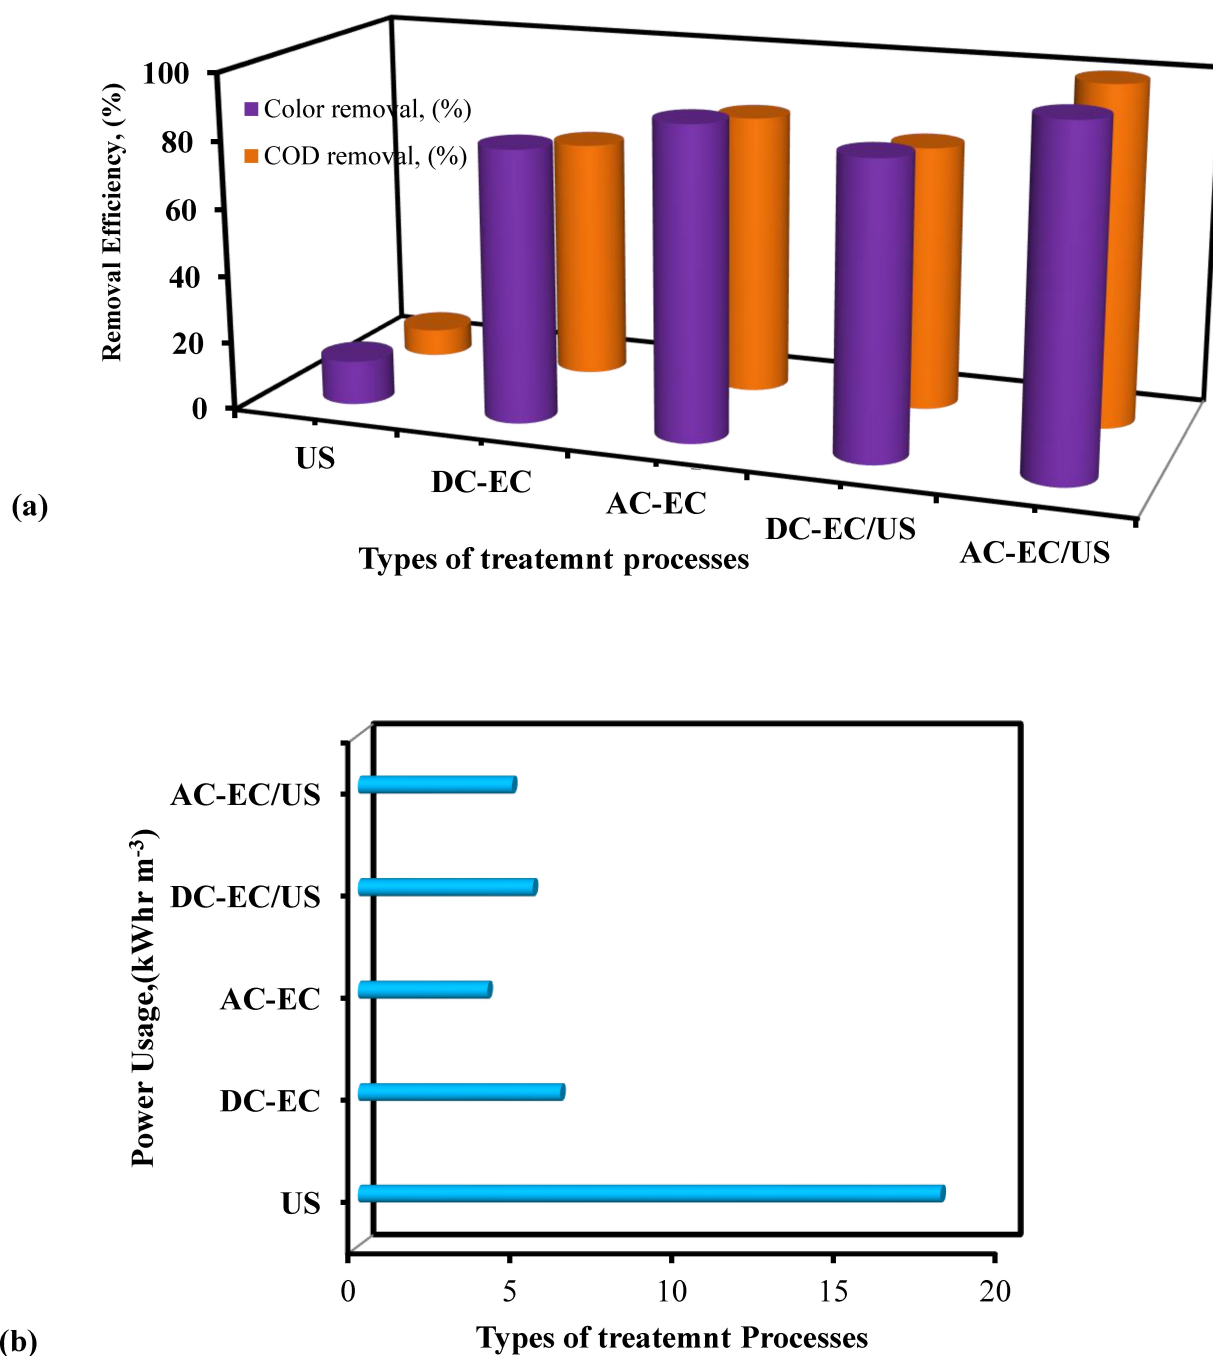 100
80
60
40
20
0
Removal Efficiency, (%)
Color removal, (%)
COD removal, (%)
US
DC-EC
AC-EC
DC-EC/US
AC-EC/US
(a)
Types of treatemnt processes
AC-EC/US
DC-EC/US
AC-EC
DC-EC
US
Power Usage,(kWhr m⁻³)
0 5 10 15 20
Types of treatemnt Processes
(b)